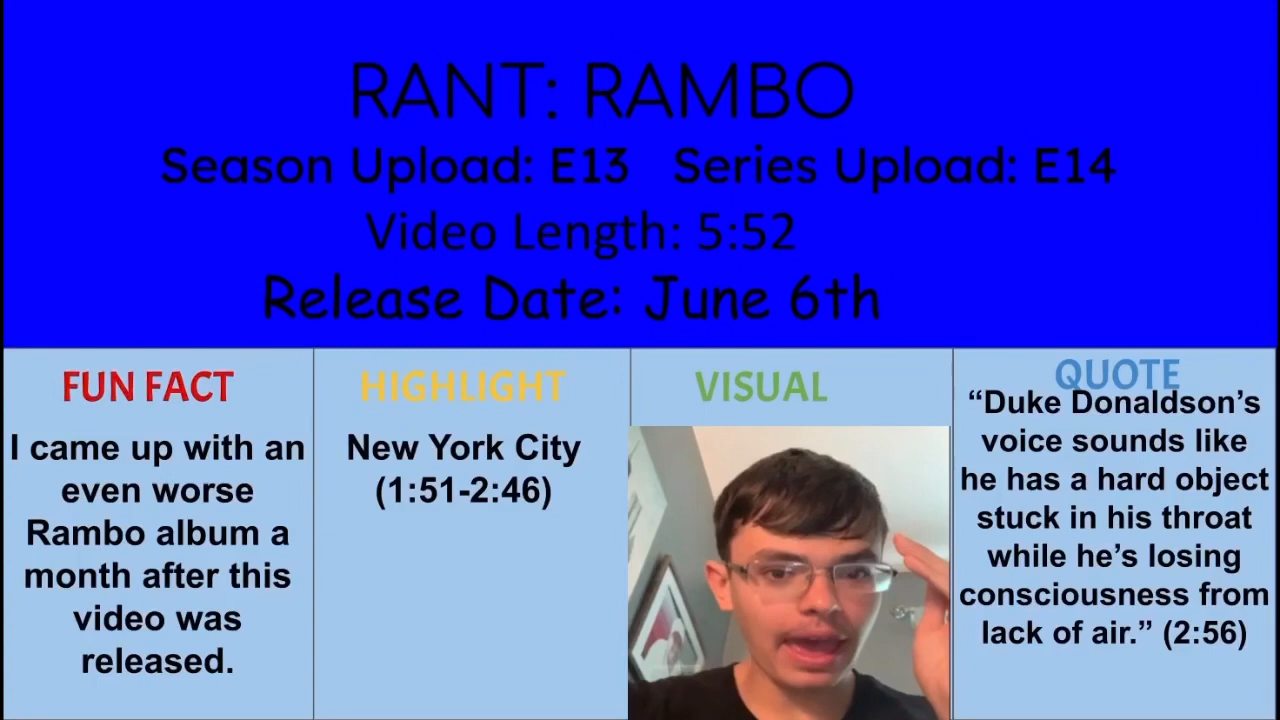 RANT: RAMBO
Season Upload: E13 Series Upload: E14
Video Length: 5:52
Release Date: June 6th
FUN FACT
I came up with an
even worse
Rambo album a
month after this
video was
released.
HIGHLIGHT
New York City
(1:51-2:46)
VISUAL
QUOTE
“Duke Donaldson’s
voice sounds like
he has a hard object
stuck in his throat
while he’s losing
consciousness from
lack of air.” (2:56)